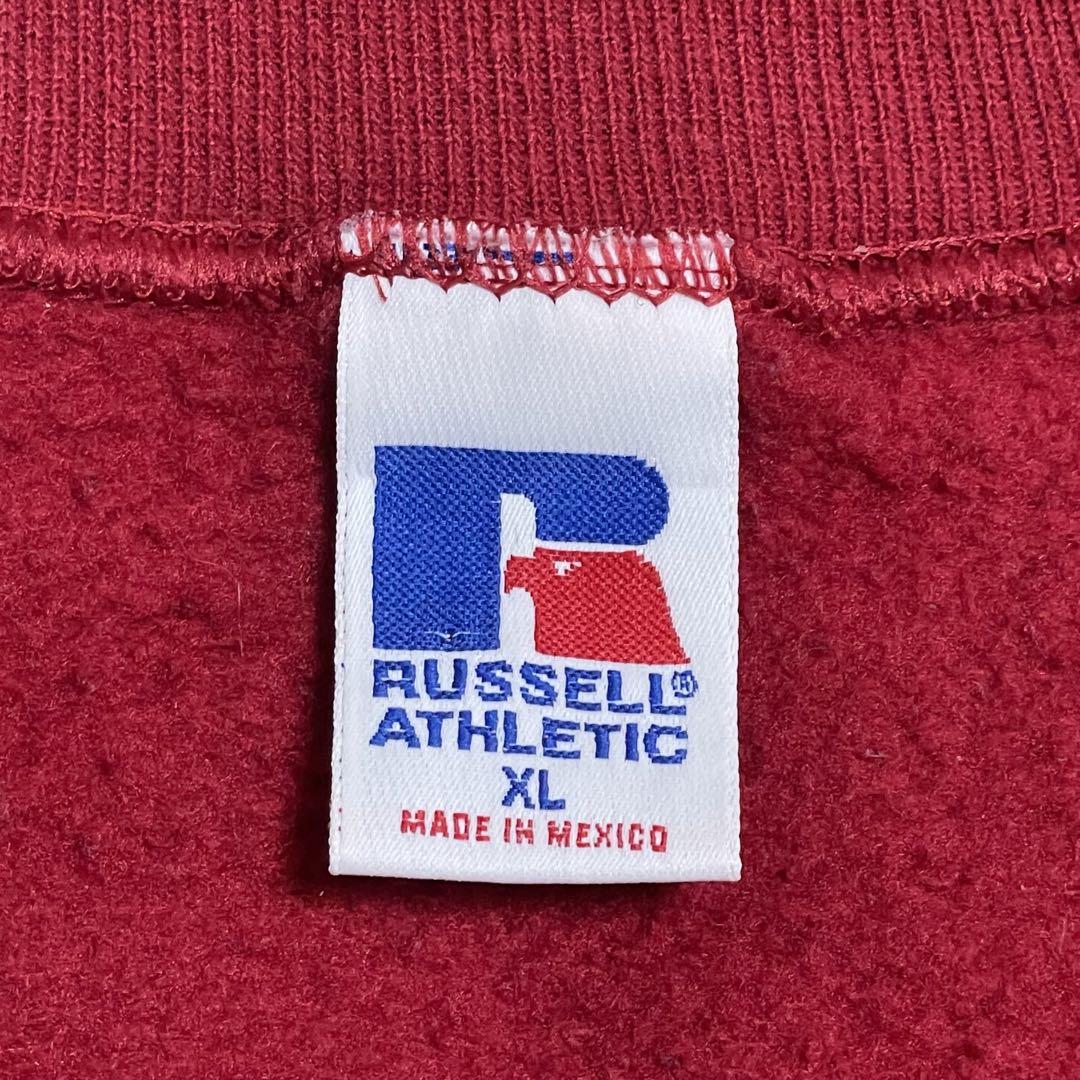 R
RUSSELL®
ATHLETIC
XL
MADE IN MEXICO